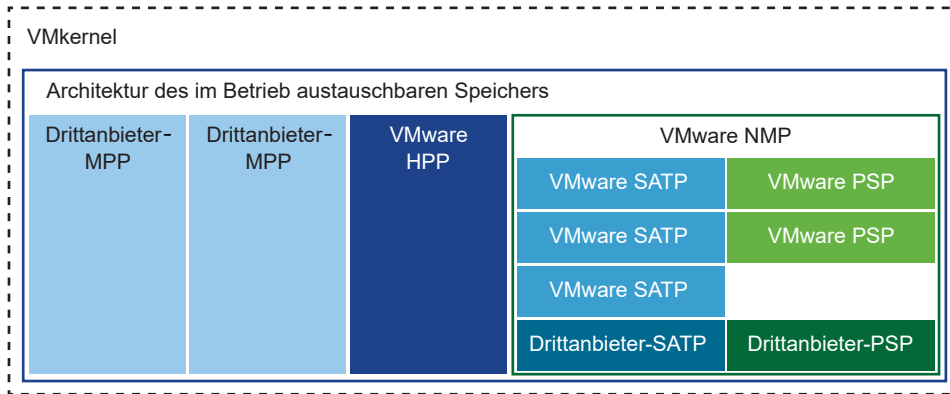 VMkernel
Architektur des im Betrieb austauschbaren Speichers
Drittanbieter-
MPP
Drittanbieter-
MPP
VMware
HPP
VMware NMP
VMware SATP
VMware PSP
VMware SATP
VMware PSP
VMware SATP
Drittanbieter-SATP
Drittanbieter-PSP